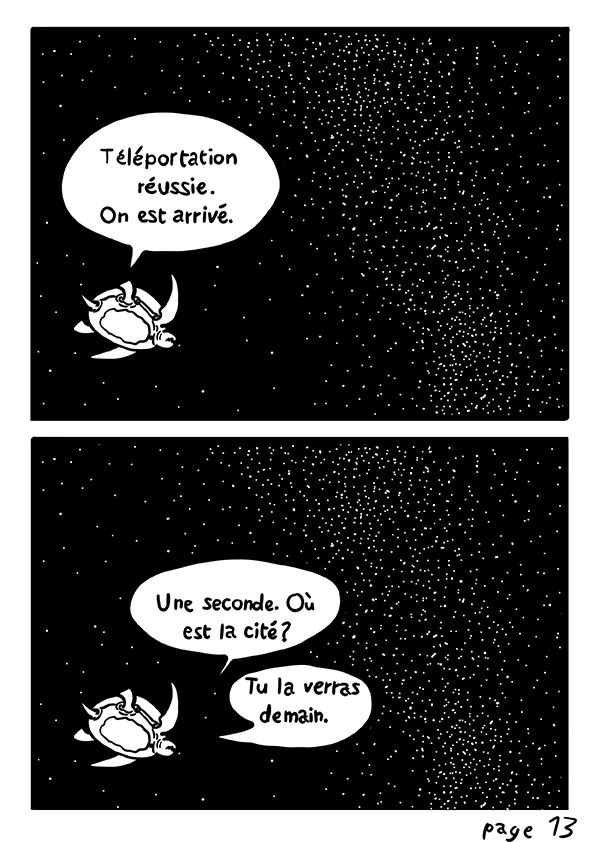 Téléportation
réussie.
On est arrivé.
Une seconde. Où
est la cité?
Tu la verras
demain.
page 13